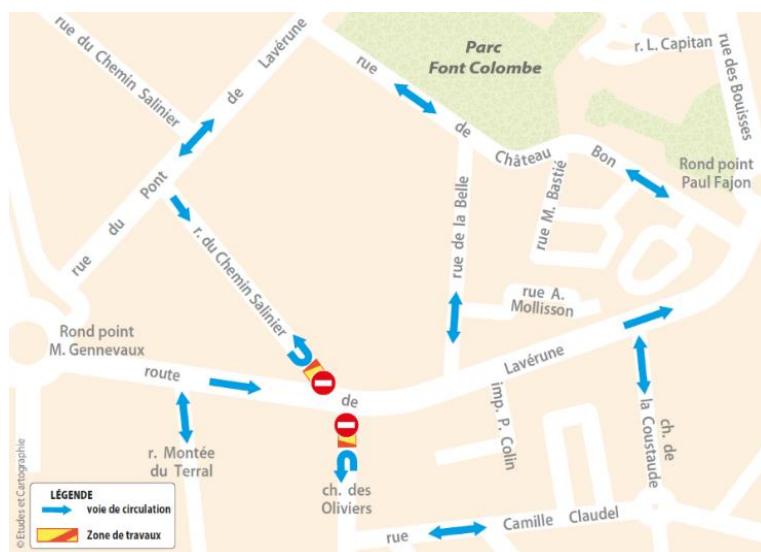 rue du Chemin Salinier
rue du Pont de Lavérune
Parc
Font Colombe
r. L. Capitan
rue des Bouisses
rue de Château Bon
Rond point
Paul Fajon
rue M. Bastié
rue de la Belle
r. du Chemin Salinier
rue A.
Mollisson
Rond point
M. Gennevaux
route de Lavérune
imp. P. Colin
ch. de
la Coustaude
r. Montée
du Terral
ch. des
Oliviers
rue Camille Claudel
© Etudes et Cartographie
LÉGENDE
voie de circulation
Zone de travaux